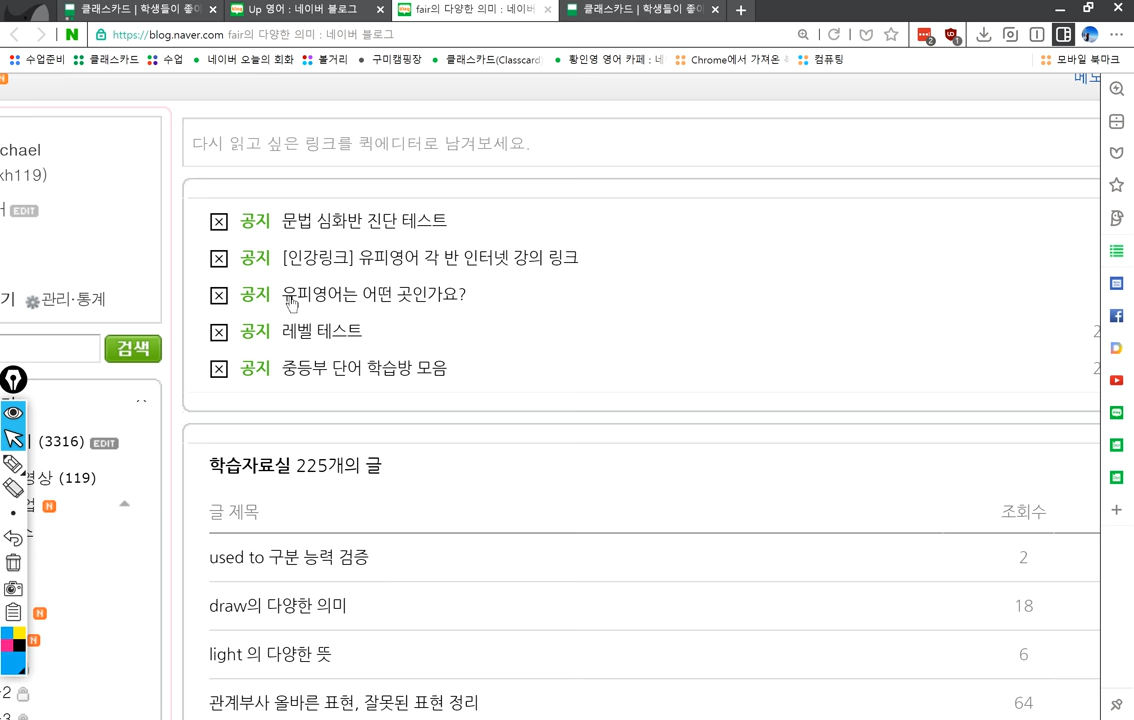 클래스카드 | 학생들이 좋아
Up 영어 : 네이버 블로그
fair의 다양한 의미 : 네이버
클래스카드 | 학생들이 좋아
https://blog.naver.com fair의 다양한 의미 : 네이버 블로그
2
1
수업준비
클래스카드
수업
네이버 오늘의 회화
볼거리
구미캠핑장
클래스카드(Classcard)
황인영 영어 카페 : 네
Chrome에서 가져온
컴퓨팅
모바일 북마크
chael
kh119)
EDIT
관리·통계
검색
(3316) EDIT
(119)
다시 읽고 싶은 링크를 퀵에디터로 남겨보세요.
공지 문법 심화반 진단 테스트
공지 [인강링크] 유피영어 각 반 인터넷 강의 링크
공지 유피영어는 어떤 곳인가요?
공지 레벨 테스트 2
공지 중등부 단어 학습방 모음 2
학습자료실 225개의 글
글 제목 조회수
used to 구분 능력 검증 2
draw의 다양한 의미 18
light 의 다양한 뜻 6
관계부사 올바른 표현, 잘못된 표현 정리 64